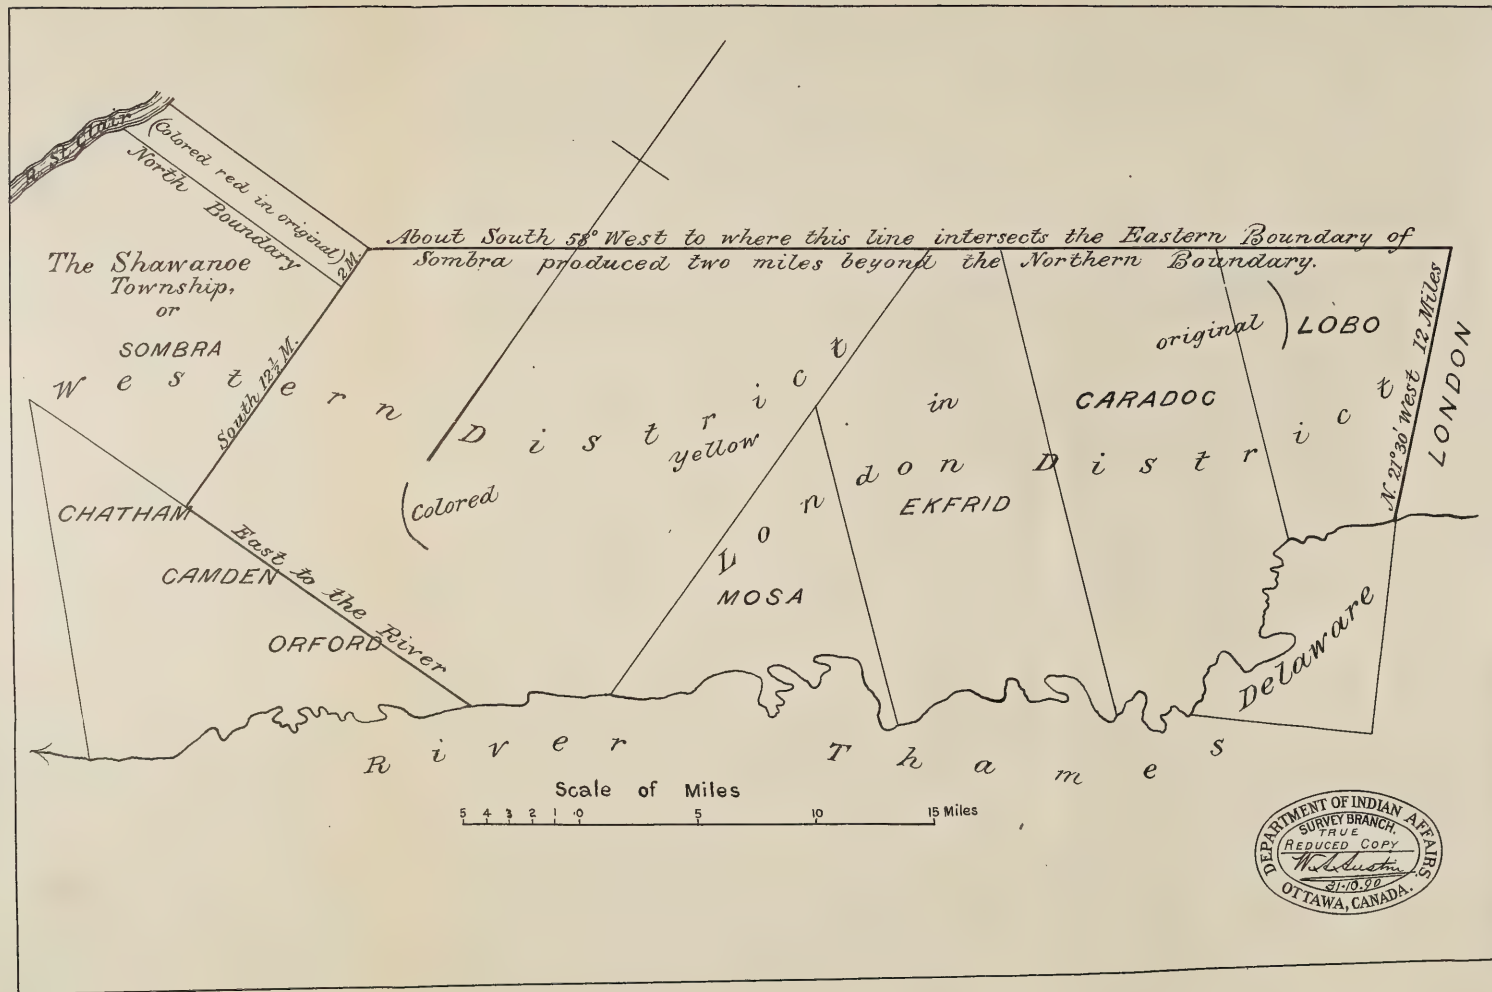 R. St. Clair
(Colored red in original)
North Boundary
2 M.
About South 58° West to where this line intersects the Eastern Boundary of
Sombra produced two miles beyond the Northern Boundary.
The Shawanoe
Township,
or
SOMBRA
South 12½ M.
Western District
(Colored
yellow
in
original)
LOBO
N. 21° 30' West 12 Miles
LONDON
CARADOC
London District
EKFRID
MOSA
CHATHAM
CAMDEN
ORFORD
East to the River
Delaware
River Thames
Scale of Miles
5 4 3 2 1 0 5 10 15 Miles
DEPARTMENT OF INDIAN AFFAIRS.
SURVEY BRANCH.
TRUE
REDUCED COPY
W. A. Austin
31·10·90
OTTAWA, CANADA.